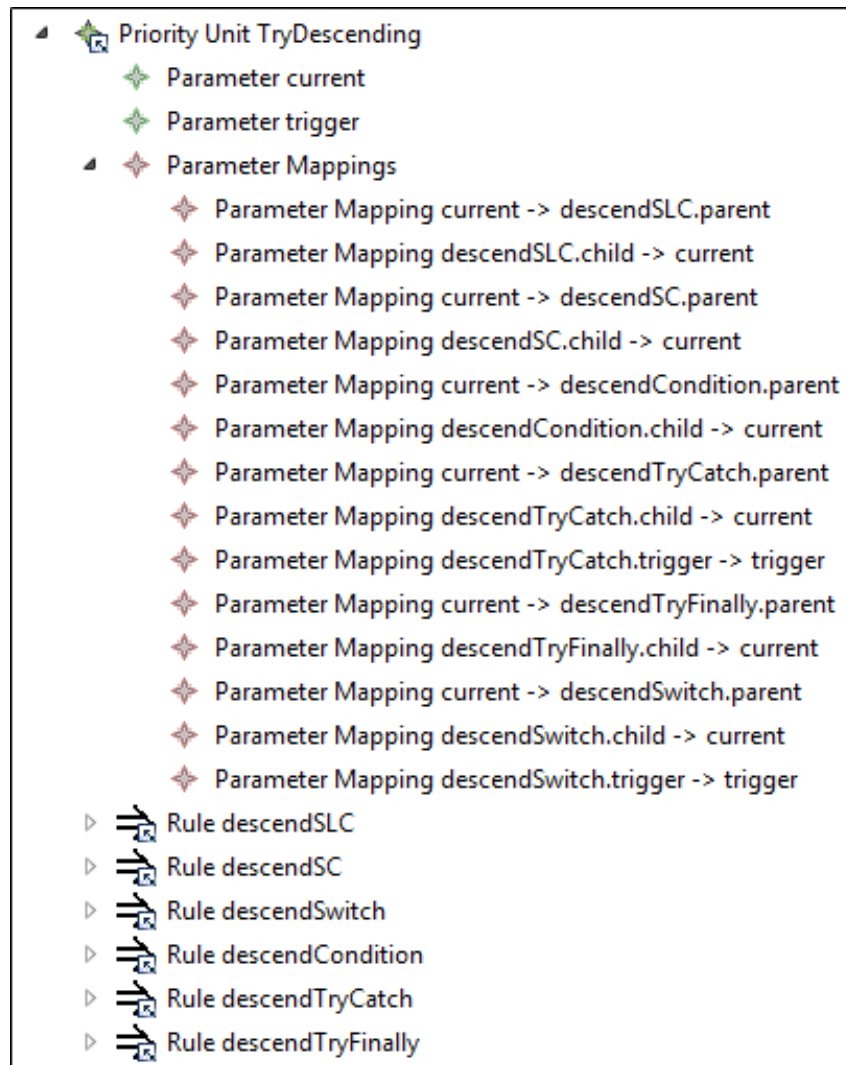 Priority Unit TryDescending
Parameter current
Parameter trigger
Parameter Mappings
Parameter Mapping current -> descendSLC.parent
Parameter Mapping descendSLC.child -> current
Parameter Mapping current -> descendSC.parent
Parameter Mapping descendSC.child -> current
Parameter Mapping current -> descendCondition.parent
Parameter Mapping descendCondition.child -> current
Parameter Mapping current -> descendTryCatch.parent
Parameter Mapping descendTryCatch.child -> current
Parameter Mapping descendTryCatch.trigger -> trigger
Parameter Mapping current -> descendTryFinally.parent
Parameter Mapping descendTryFinally.child -> current
Parameter Mapping current -> descendSwitch.parent
Parameter Mapping descendSwitch.child -> current
Parameter Mapping descendSwitch.trigger -> trigger
Rule descendSLC
Rule descendSC
Rule descendSwitch
Rule descendCondition
Rule descendTryCatch
Rule descendTryFinally